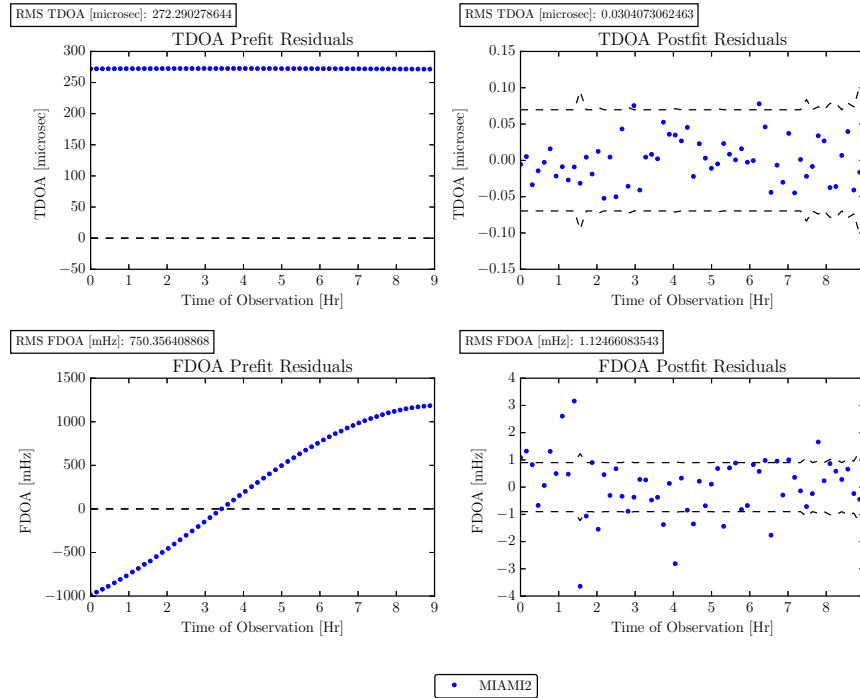 RMS TDOA [microsec]: 272.290278644
TDOA Prefit Residuals
300
250
200
150
100
50
0
−50
TDOA [microsec]
0 1 2 3 4 5 6 7 8 9
Time of Observation [Hr]
RMS TDOA [microsec]: 0.0304073062463
TDOA Postfit Residuals
0.15
0.10
0.05
0.00
−0.05
−0.10
−0.15
TDOA [microsec]
0 1 2 3 4 5 6 7 8
Time of Observation [Hr]
RMS FDOA [mHz]: 750.356408868
FDOA Prefit Residuals
1500
1000
500
0
−500
−1000
FDOA [mHz]
0 1 2 3 4 5 6 7 8 9
Time of Observation [Hr]
RMS FDOA [mHz]: 1.12466083543
FDOA Postfit Residuals
4
3
2
1
0
−1
−2
−3
−4
FDOA [mHz]
0 1 2 3 4 5 6 7 8
Time of Observation [Hr]
MIAMI2